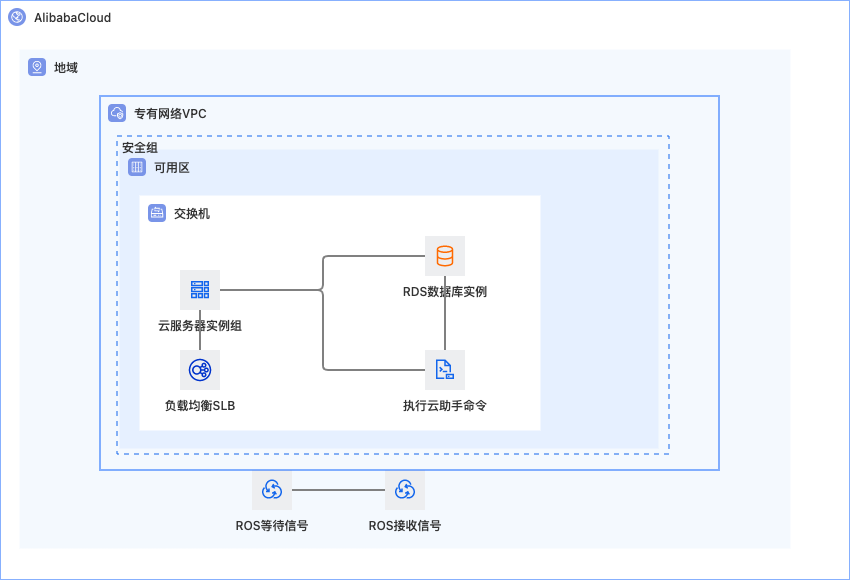 AlibabaCloud
地域
专有网络VPC
安全组
可用区
交换机
RDS数据库实例
云服务器实例组
负载均衡SLB
执行云助手命令
ROS等待信号
ROS接收信号